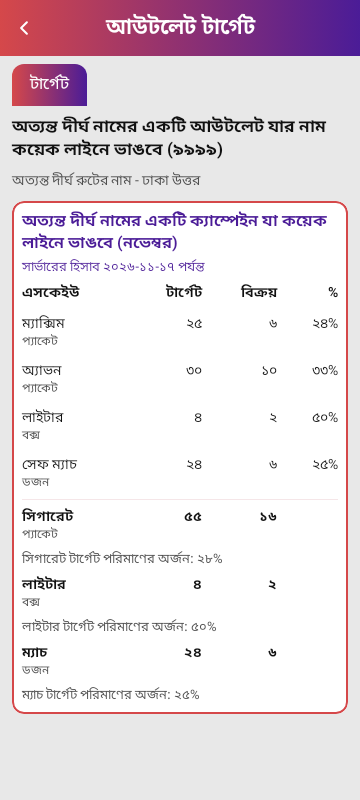 আউটলেট টার্গেট
টার্গেট
অত্যন্ত দীর্ঘ নামের একটি আউটলেট যার নাম
কয়েক লাইনে ভাঙবে (৯৯৯৯)
অত্যন্ত দীর্ঘ রুটের নাম - ঢাকা উত্তর
অত্যন্ত দীর্ঘ নামের একটি ক্যাম্পেইন যা কয়েক
লাইনে ভাঙবে (নভেম্বর)
সার্ভারের হিসাব ২০২৬-১১-১৭ পর্যন্ত
এসকেইউ টার্গেট বিক্রয় %
ম্যাক্সিম ২৫ ৬ ২৪%
প্যাকেট
অ্যাভন ৩০ ১০ ৩৩%
প্যাকেট
লাইটার ৪ ২ ৫০%
বক্স
সেফ ম্যাচ ২৪ ৬ ২৫%
ডজন
সিগারেট ৫৫ ১৬
প্যাকেট
সিগারেট টার্গেট পরিমাণের অর্জন: ২৮%
লাইটার ৪ ২
বক্স
লাইটার টার্গেট পরিমাণের অর্জন: ৫০%
ম্যাচ ২৪ ৬
ডজন
ম্যাচ টার্গেট পরিমাণের অর্জন: ২৫%